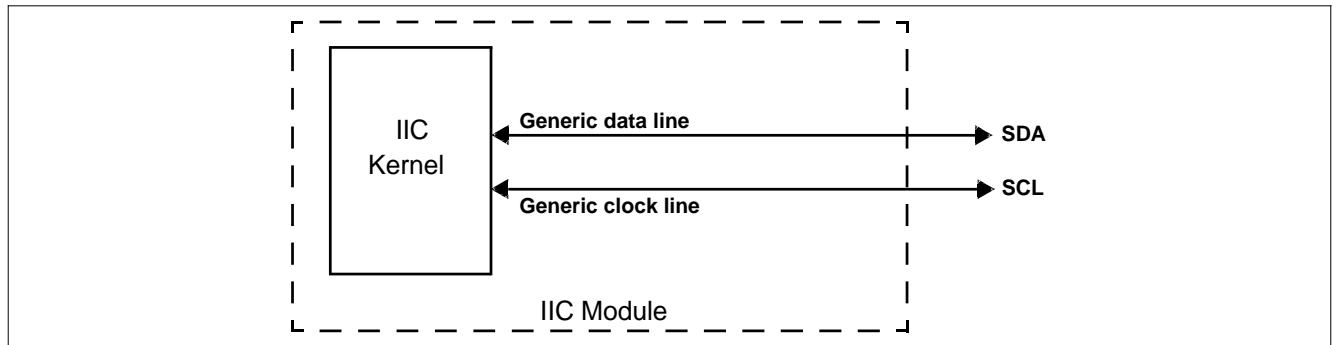 IIC
Kernel
Generic data line
SDA
Generic clock line
SCL
IIC Module